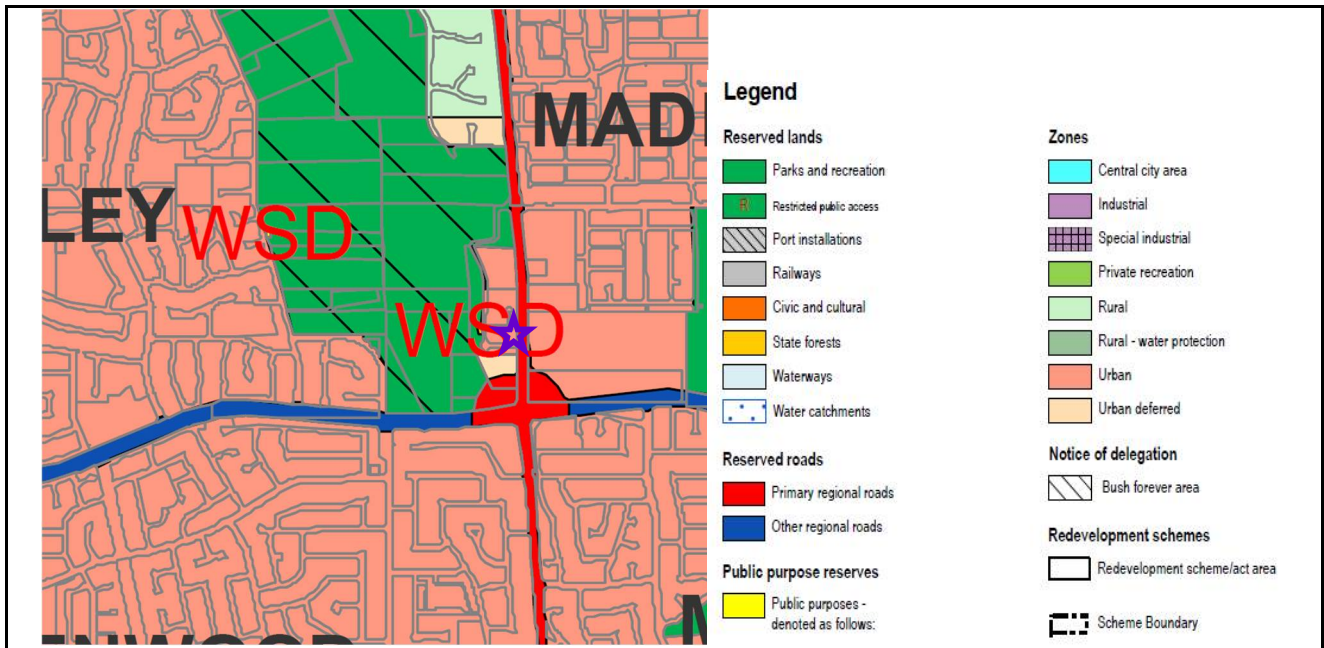 MAD
LEY
WSD
WSD
Legend
Reserved lands
Parks and recreation
R
Restricted public access
Port installations
Railways
Civic and cultural
State forests
Waterways
Water catchments
Reserved roads
Primary regional roads
Other regional roads
Public purpose reserves
Public purposes -
denoted as follows:
Zones
Central city area
Industrial
Special industrial
Private recreation
Rural
Rural - water protection
Urban
Urban deferred
Notice of delegation
Bush forever area
Redevelopment schemes
Redevelopment scheme/act area
Scheme Boundary